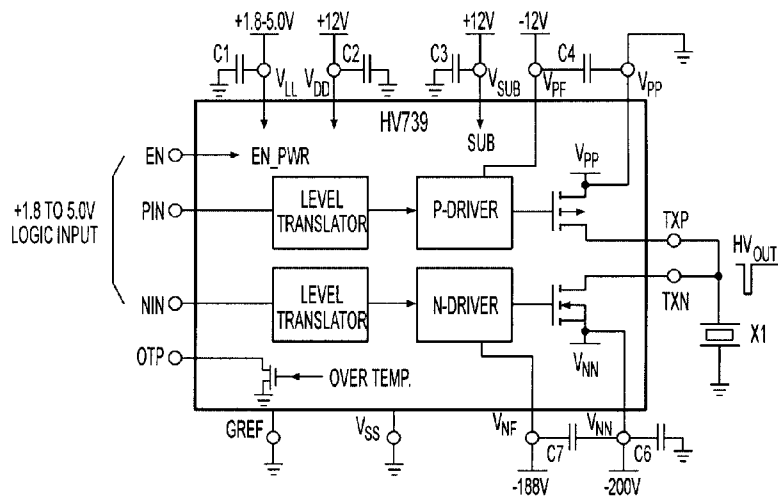 +1.8-5.0V +12V +12V -12V
C1 C2 C3 C4
VLL VDD VSUB VPF VPP
HV739
EN EN_PWR SUB
VPP
+1.8 TO 5.0V
LOGIC INPUT
PIN
LEVEL
TRANSLATOR
P-DRIVER
TXP
HVOUT
NIN
LEVEL
TRANSLATOR
N-DRIVER
TXN
X1
VNN
OTP
OVER TEMP.
GREF VSS VNF VNN
C7 C6
-188V -200V